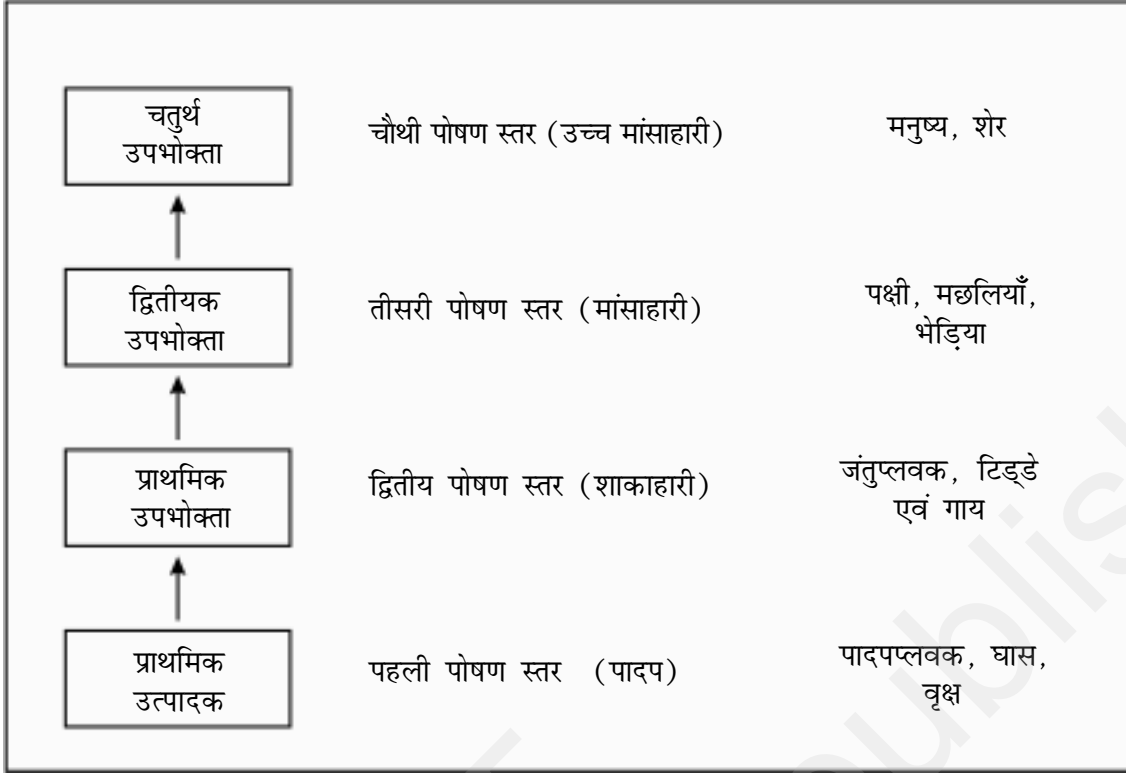 चतुर्थ
उपभोक्ता
चौथी पोषण स्तर (उच्च मांसाहारी)
मनुष्य, शेर
द्वितीयक
उपभोक्ता
तीसरी पोषण स्तर (मांसाहारी)
पक्षी, मछलियाँ,
भेड़िया
प्राथमिक
उपभोक्ता
द्वितीय पोषण स्तर (शाकाहारी)
जंतुप्लवक, टिड्डे
एवं गाय
प्राथमिक
उत्पादक
पहली पोषण स्तर (पादप)
पादपप्लवक, घास,
वृक्ष